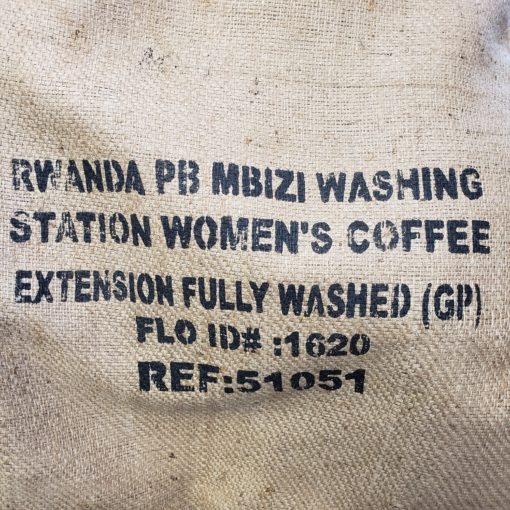 RWANDA PB MBIZI WASHING
STATION WOMEN'S COFFEE
EXTENSION FULLY WASHED (GP)
FLO ID# :1620
REF:51051